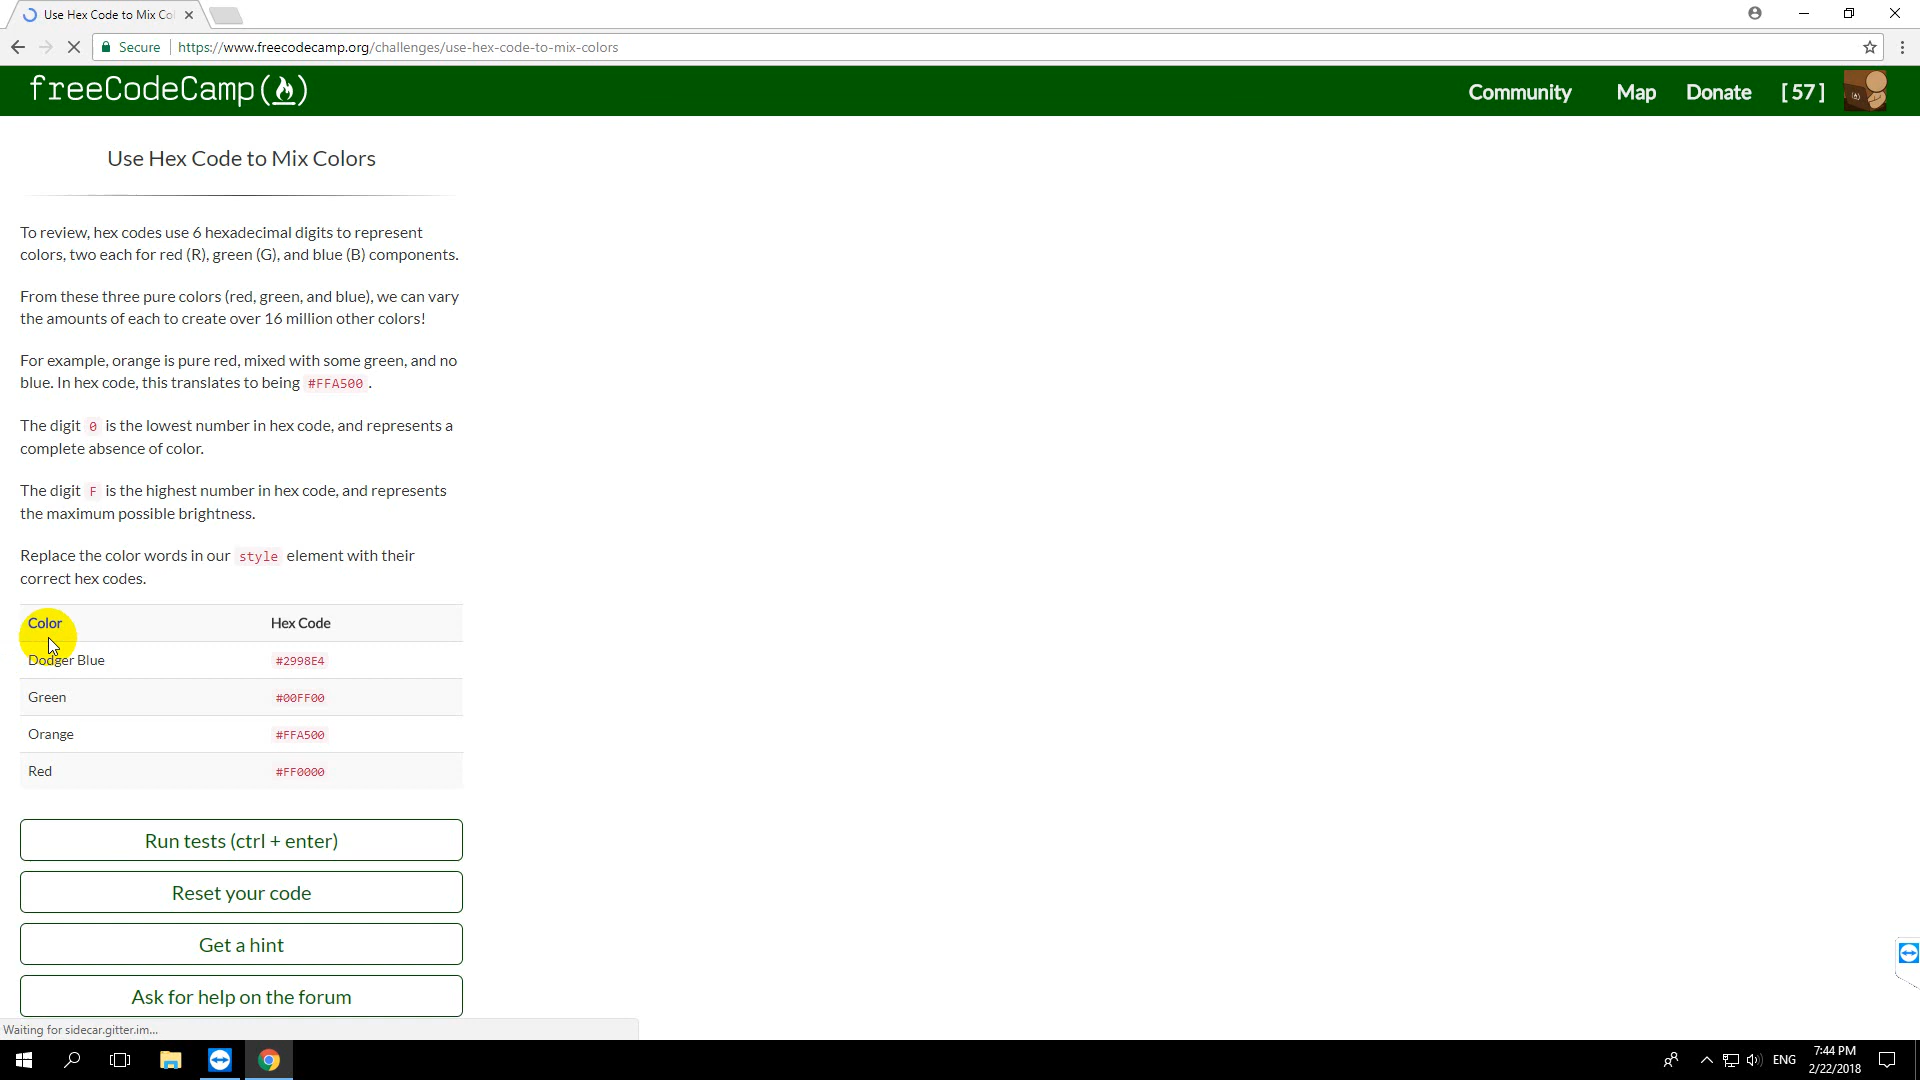 Use Hex Code to Mix Co
Secure https://www.freecodecamp.org/challenges/use-hex-code-to-mix-colors
freeCodeCamp
Community Map Donate [ 57 ]
Use Hex Code to Mix Colors
To review, hex codes use 6 hexadecimal digits to represent
colors, two each for red (R), green (G), and blue (B) components.
From these three pure colors (red, green, and blue), we can vary
the amounts of each to create over 16 million other colors!
For example, orange is pure red, mixed with some green, and no
blue. In hex code, this translates to being #FFA500 .
The digit 0 is the lowest number in hex code, and represents a
complete absence of color.
The digit F is the highest number in hex code, and represents
the maximum possible brightness.
Replace the color words in our style element with their
correct hex codes.
Color Hex Code
Dodger Blue #2998E4
Green #00FF00
Orange #FFA500
Red #FF0000
Run tests (ctrl + enter)
Reset your code
Get a hint
Ask for help on the forum
Waiting for sidecar.gitter.im...
ENG
7:44 PM
2/22/2018